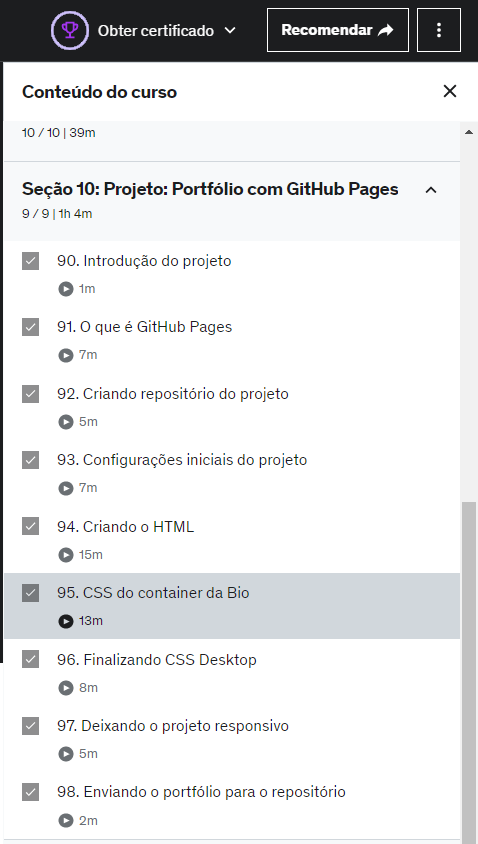 Obter certificado
Recomendar
Conteúdo do curso
10 / 10 | 39m
Seção 10: Projeto: Portfólio com GitHub Pages
9 / 9 | 1h 4m
90. Introdução do projeto
1m
91. O que é GitHub Pages
7m
92. Criando repositório do projeto
5m
93. Configurações iniciais do projeto
7m
94. Criando o HTML
15m
95. CSS do container da Bio
13m
96. Finalizando CSS Desktop
8m
97. Deixando o projeto responsivo
5m
98. Enviando o portfólio para o repositório
2m